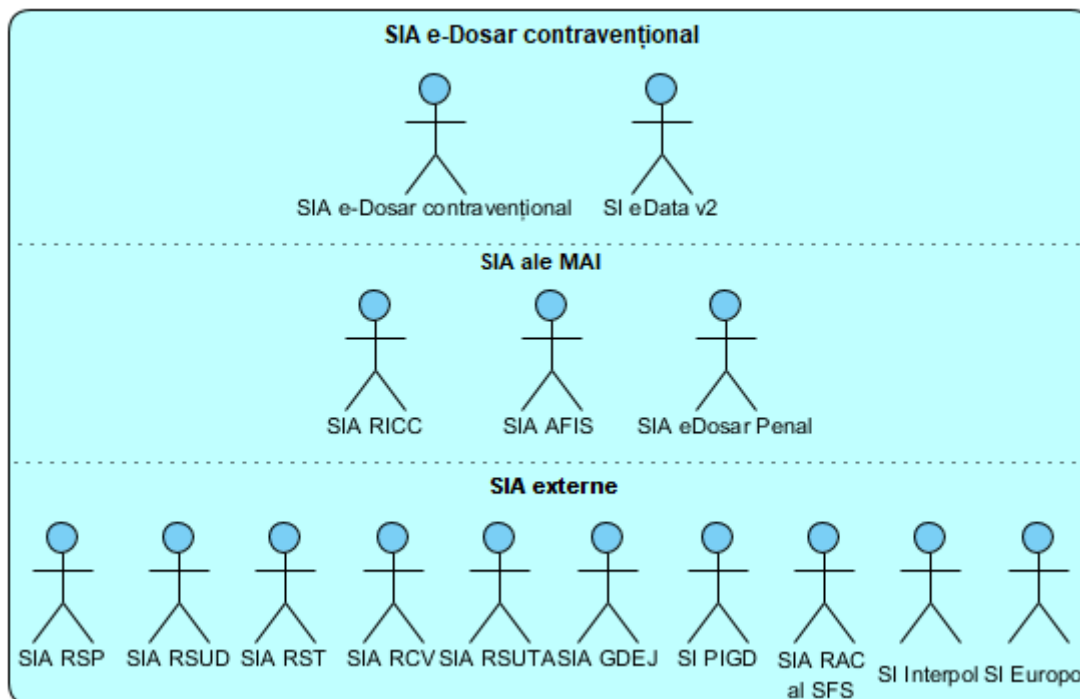 SIA e-Dosar contravențional
SIA e-Dosar contravențional SI eData v2
SIA ale MAI
SIA RICC SIA AFIS SIA eDosar Penal
SIA externe
SIA RSP SIA RSUD SIA RST SIA RCV SIA RSUTA SIA GDEJ SI PIGD SIA RAC al SFS SI Interpol SI Europo